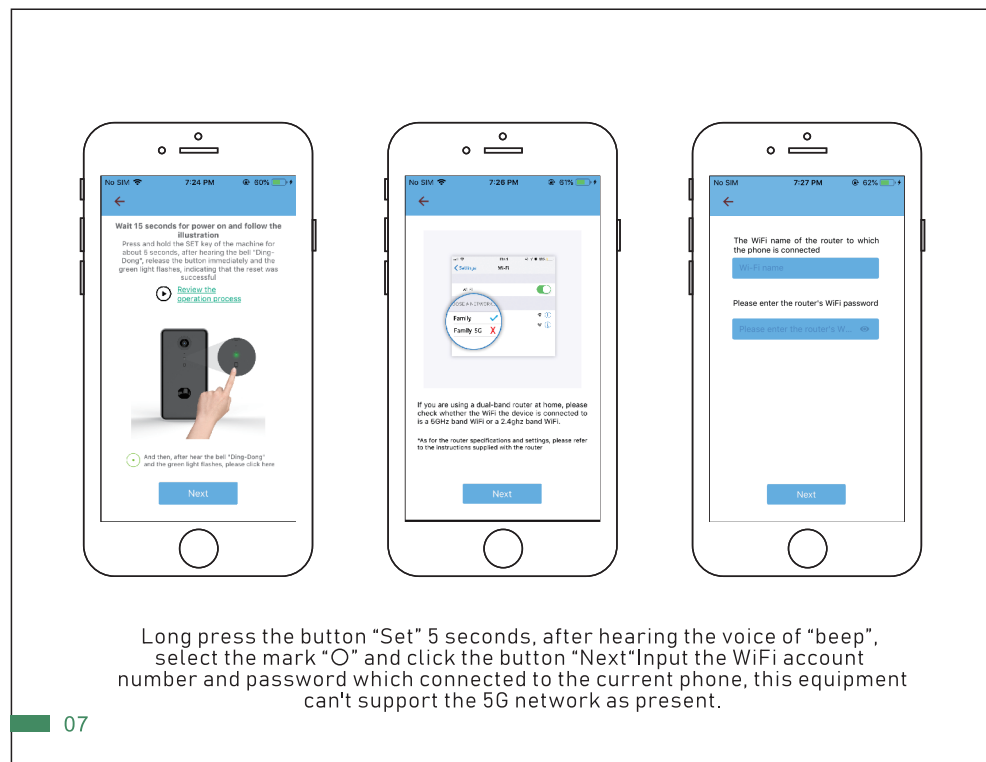 No SIM 7:24 PM 60%
Wait 15 seconds for power on and follow the
illustration
Press and hold the SET key of the machine for
about 5 seconds, after hearing the bell "Ding-
Dong", release the button immediately and the
green light flashes, indicating that the reset was
successful
Review the
operation process
And then, after hear the bell "Ding-Dong"
and the green light flashes, please click here
Next
No SIM 7:26 PM 61%
Settings Wi-Fi
Family
Family 5G X
If you are using a dual-band router at home, please
check whether the WiFi the device is connected to
is a 5GHz band WiFi or a 2.4ghz band WiFi.
*As for the router specifications and settings, please refer
to the instructions supplied with the router
Next
No SIM 7:27 PM 62%
The WiFi name of the router to which
the phone is connected
Wi-Fi name
Please enter the router's WiFi password
Please enter the router's W...
Next
Long press the button “Set” 5 seconds, after hearing the voice of “beep”,
select the mark “O” and click the button “Next“Input the WiFi account
number and password which connected to the current phone, this equipment
can't support the 5G network as present.
07